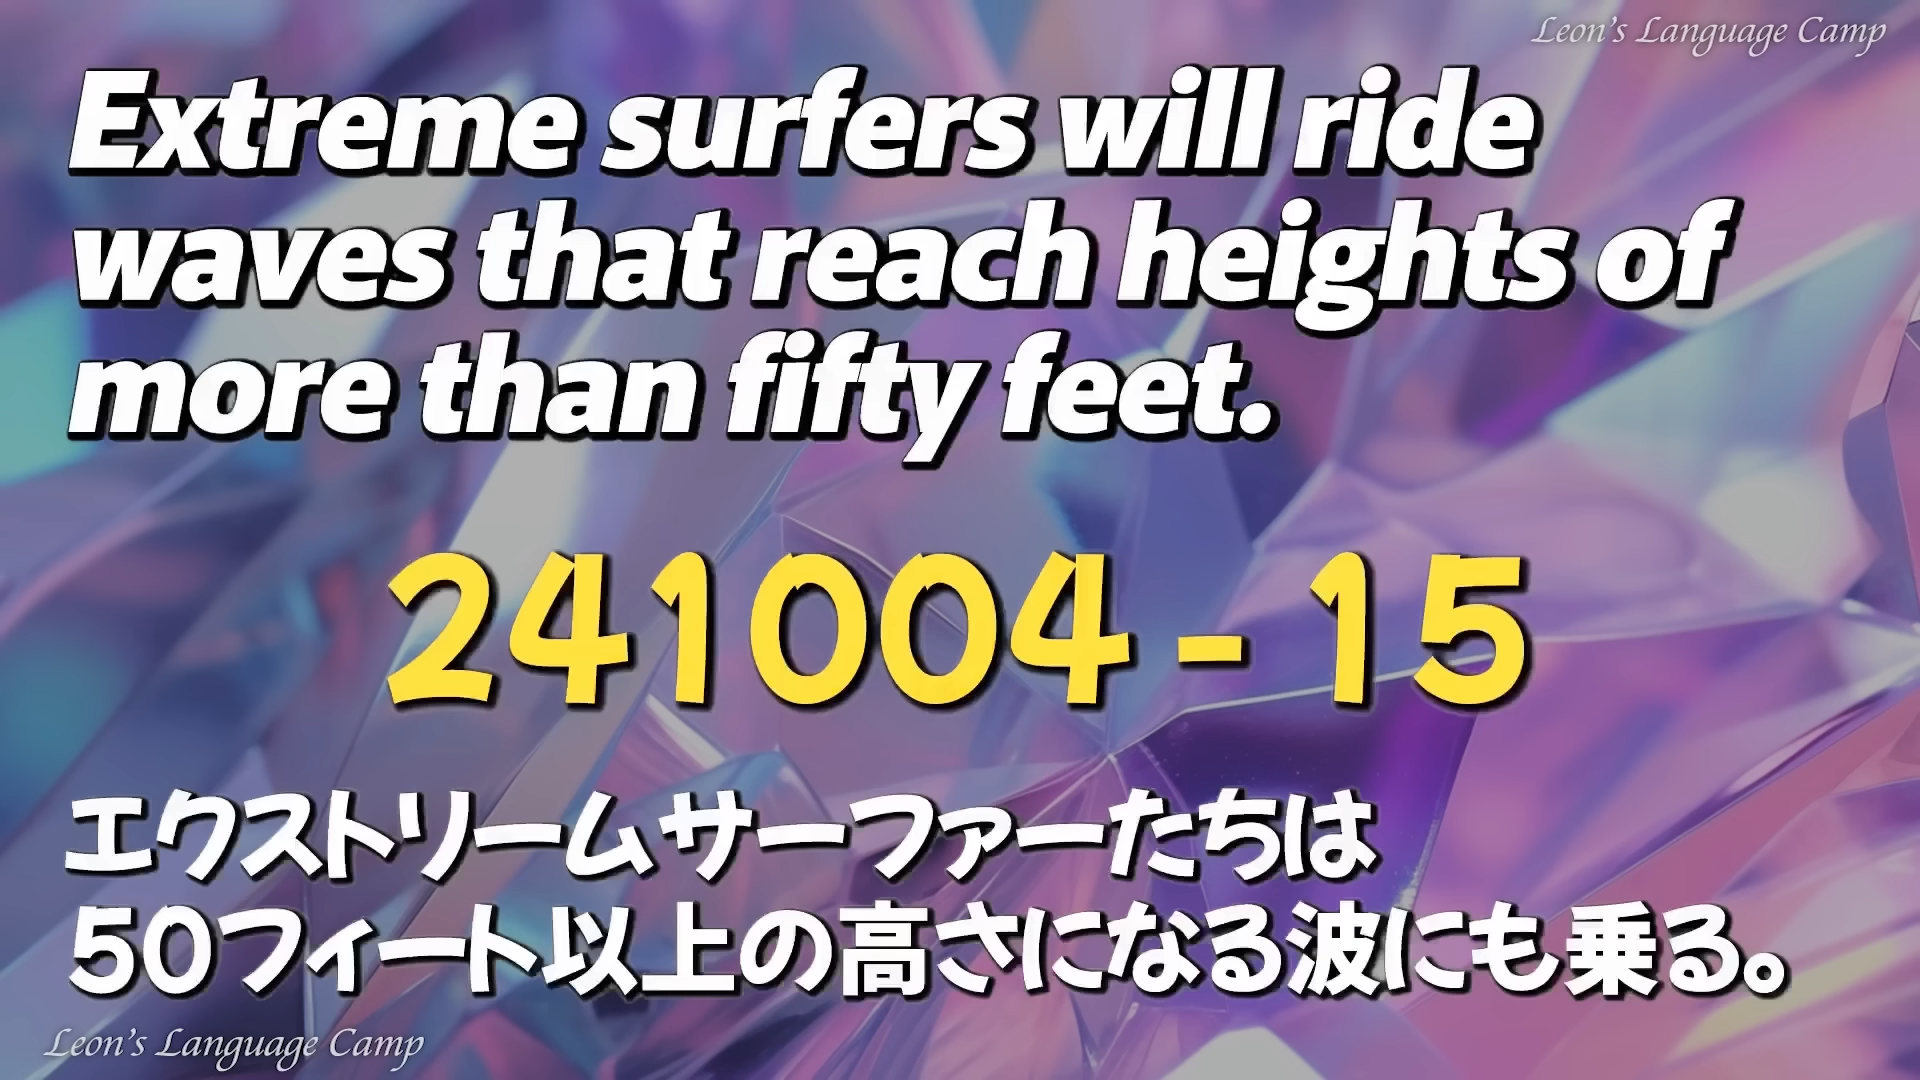 Leon's Language Camp
Extreme surfers will ride
waves that reach heights of
more than fifty feet.
241004-15
エクストリームサーファーたちは
50フィート以上の高さになる波にも乗る。
Leon's Language Camp